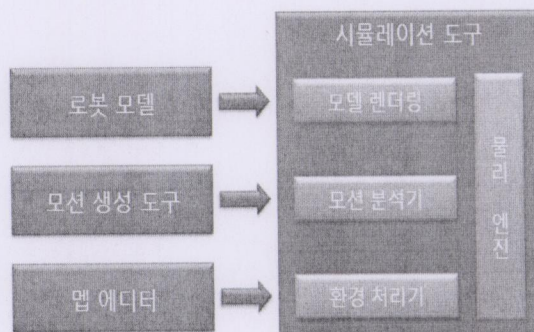 시뮬레이션 도구
로봇 모델
모델 렌더링
모션 생성 도구
모션 분석기
맵 에디터
환경 처리기
물리 엔진